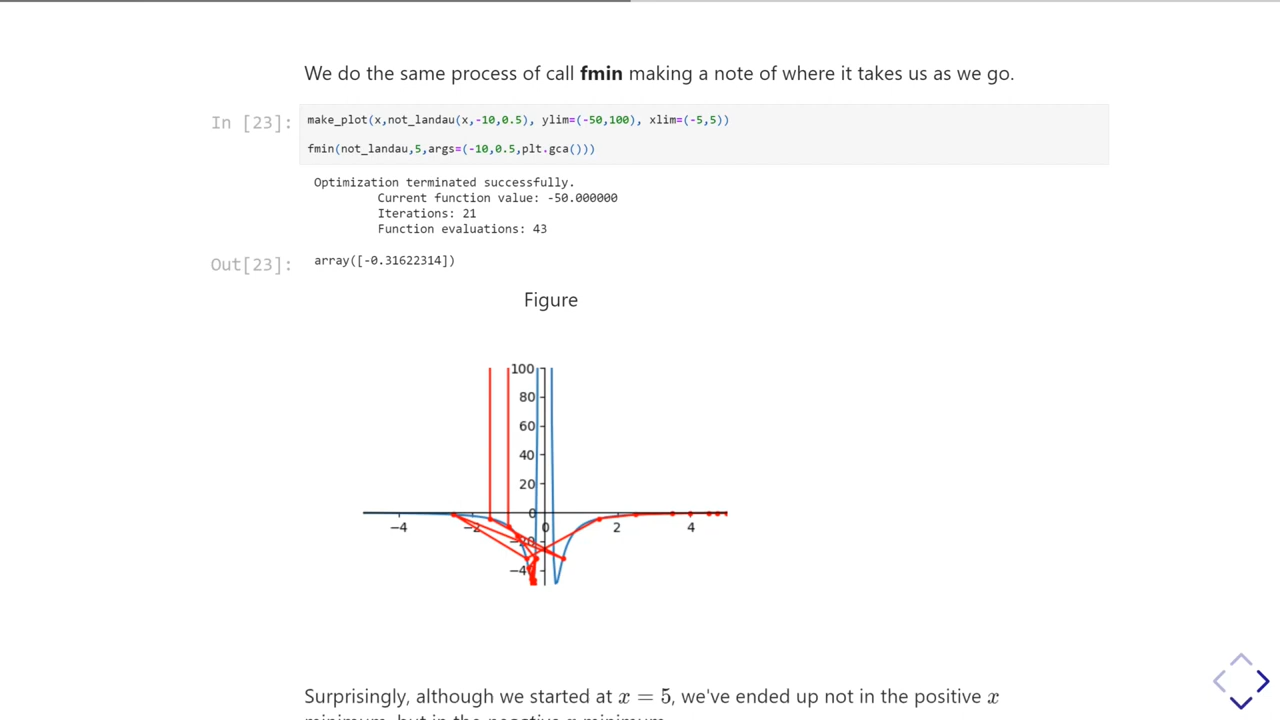 We do the same process of call fmin making a note of where it takes us as we go.
In [23]:
make_plot(x,not_landau(x,-10,0.5), ylim=(-50,100), xlim=(-5,5))
fmin(not_landau,5,args=(-10,0.5,plt.gca()))
Optimization terminated successfully.
Current function value: -50.000000
Iterations: 21
Function evaluations: 43
Out[23]: array([-0.31622314])
Figure
100
80
60
40
20
0
−4 −2 0 2 4
−20
Surprisingly, although we started at x = 5, we've ended up not in the positive x